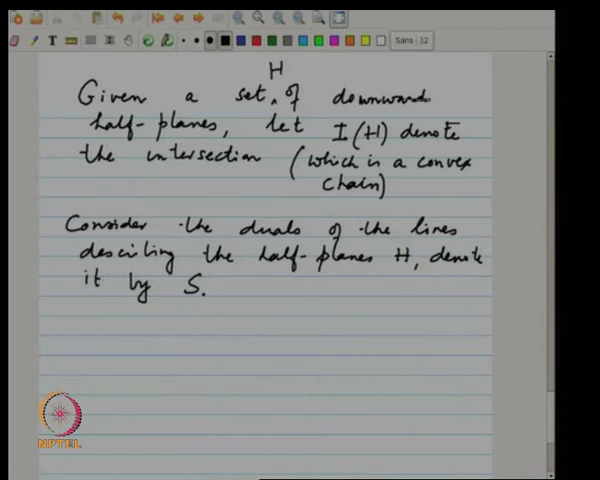 Sans 12
H
Given a set ‸ of downward
half-planes, let I(H) denote
the intersection (which is a convex
chain)
Consider the duals of the lines
describing the half-planes H, denote
it by S.
NPTEL